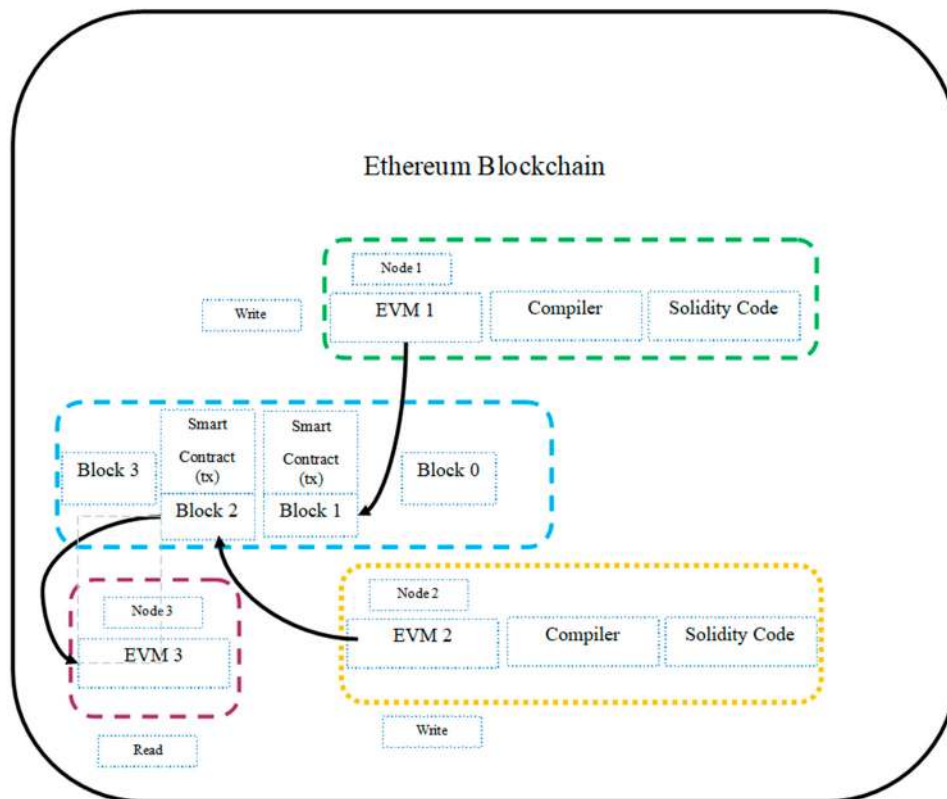 Ethereum Blockchain
Node 1
Write
EVM 1
Compiler
Solidity Code
Smart
Contract
(tx)
Smart
Contract
(tx)
Block 3
Block 0
Block 2
Block 1
Node 2
Node 3
EVM 2
Compiler
Solidity Code
EVM 3
Write
Read